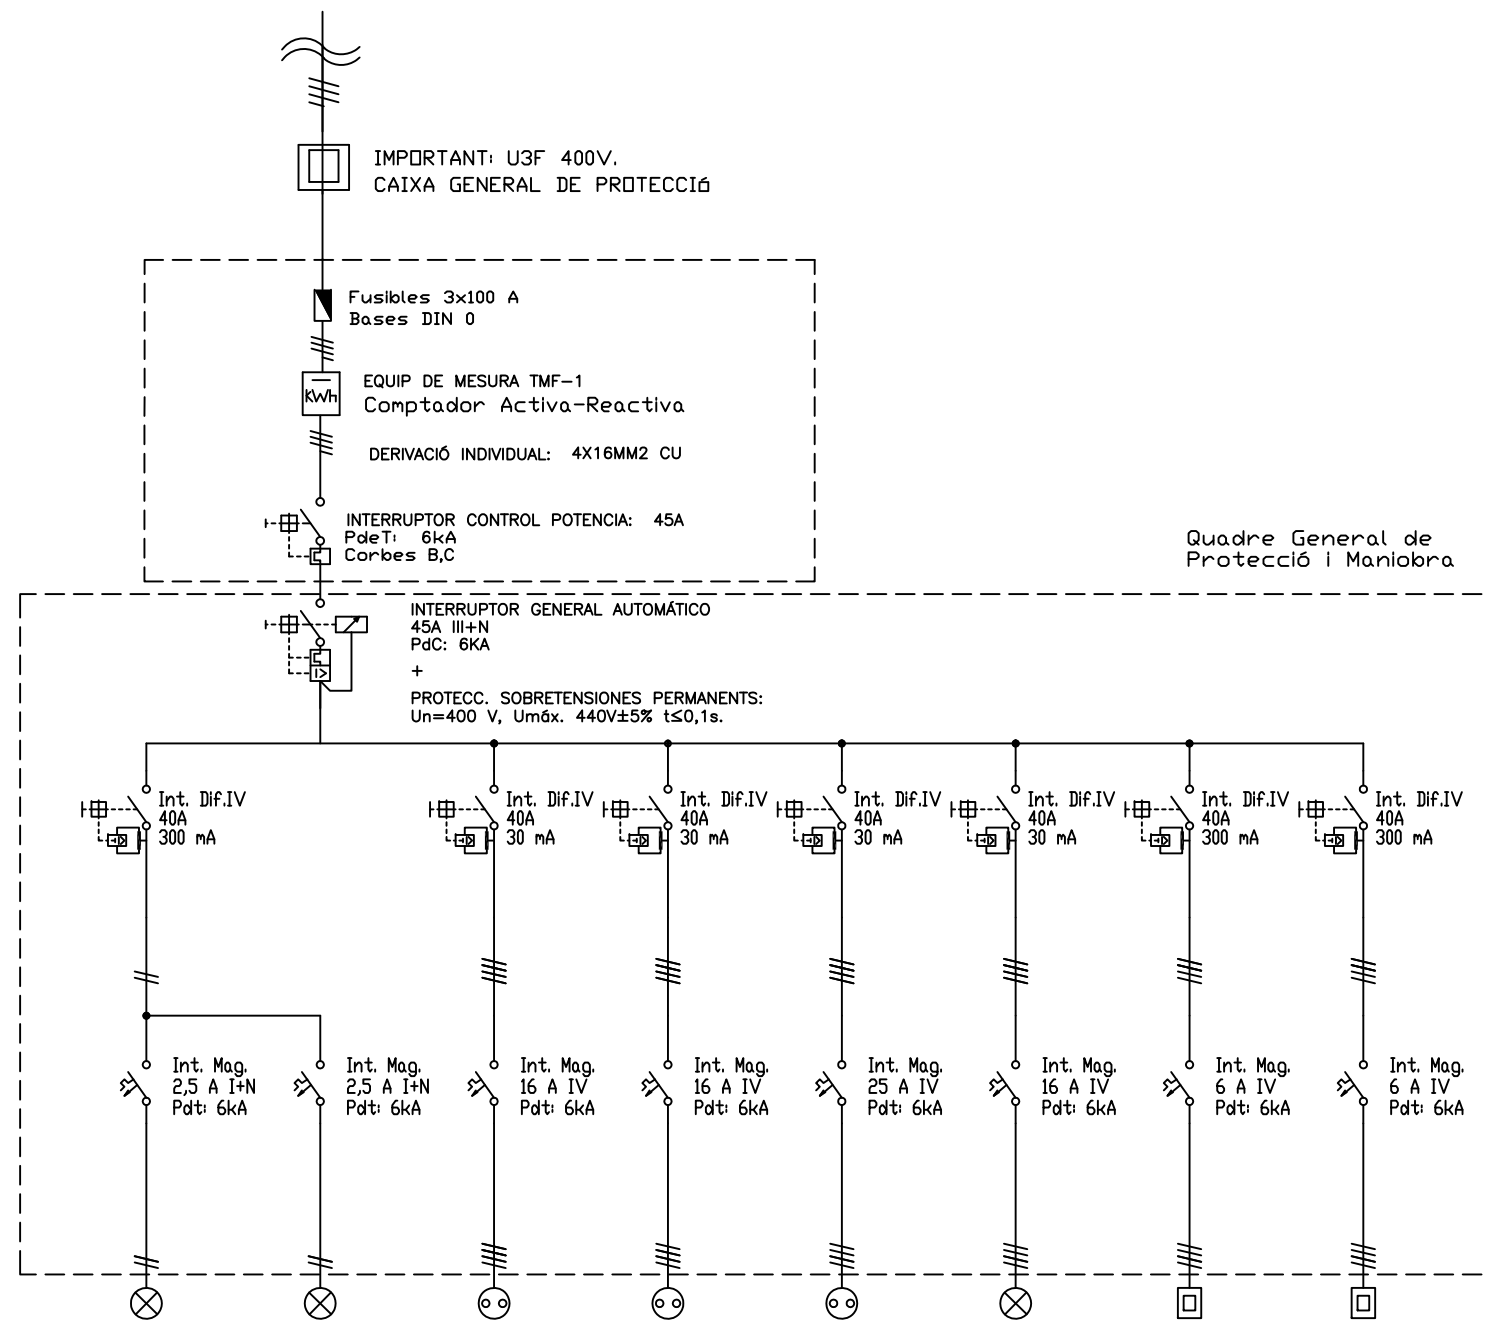 IMPORTANT: U3F 400V.
CAIXA GENERAL DE PROTECCIó
Fusibles 3x100 A
Bases DIN 0
KWh
EQUIP DE MESURA TMF-1
Comptador Activa-Reactiva
DERIVACIÓ INDIVIDUAL: 4X16MM2 CU
INTERRUPTOR CONTROL POTENCIA: 45A
PdeT: 6kA
Corbes B,C
Quadre General de
Protecció i Maniobra
INTERRUPTOR GENERAL AUTOMÁTICO
45A III+N
PdC: 6KA
+
I>
PROTECC. SOBRETENSIONES PERMANENTS:
Un=400 V, Umáx. 440V±5% t≤0,1s.
Int. Dif.IV
40A
300 mA
Int. Dif.IV
40A
30 mA
Int. Dif.IV
40A
30 mA
Int. Dif.IV
40A
30 mA
Int. Dif.IV
40A
30 mA
Int. Dif.IV
40A
300 mA
Int. Dif.IV
40A
300 mA
Int. Mag.
2,5 A I+N
Pdt: 6kA
Int. Mag.
2,5 A I+N
Pdt: 6kA
Int. Mag.
16 A IV
Pdt: 6kA
Int. Mag.
16 A IV
Pdt: 6kA
Int. Mag.
25 A IV
Pdt: 6kA
Int. Mag.
16 A IV
Pdt: 6kA
Int. Mag.
6 A IV
Pdt: 6kA
Int. Mag.
6 A IV
Pdt: 6kA